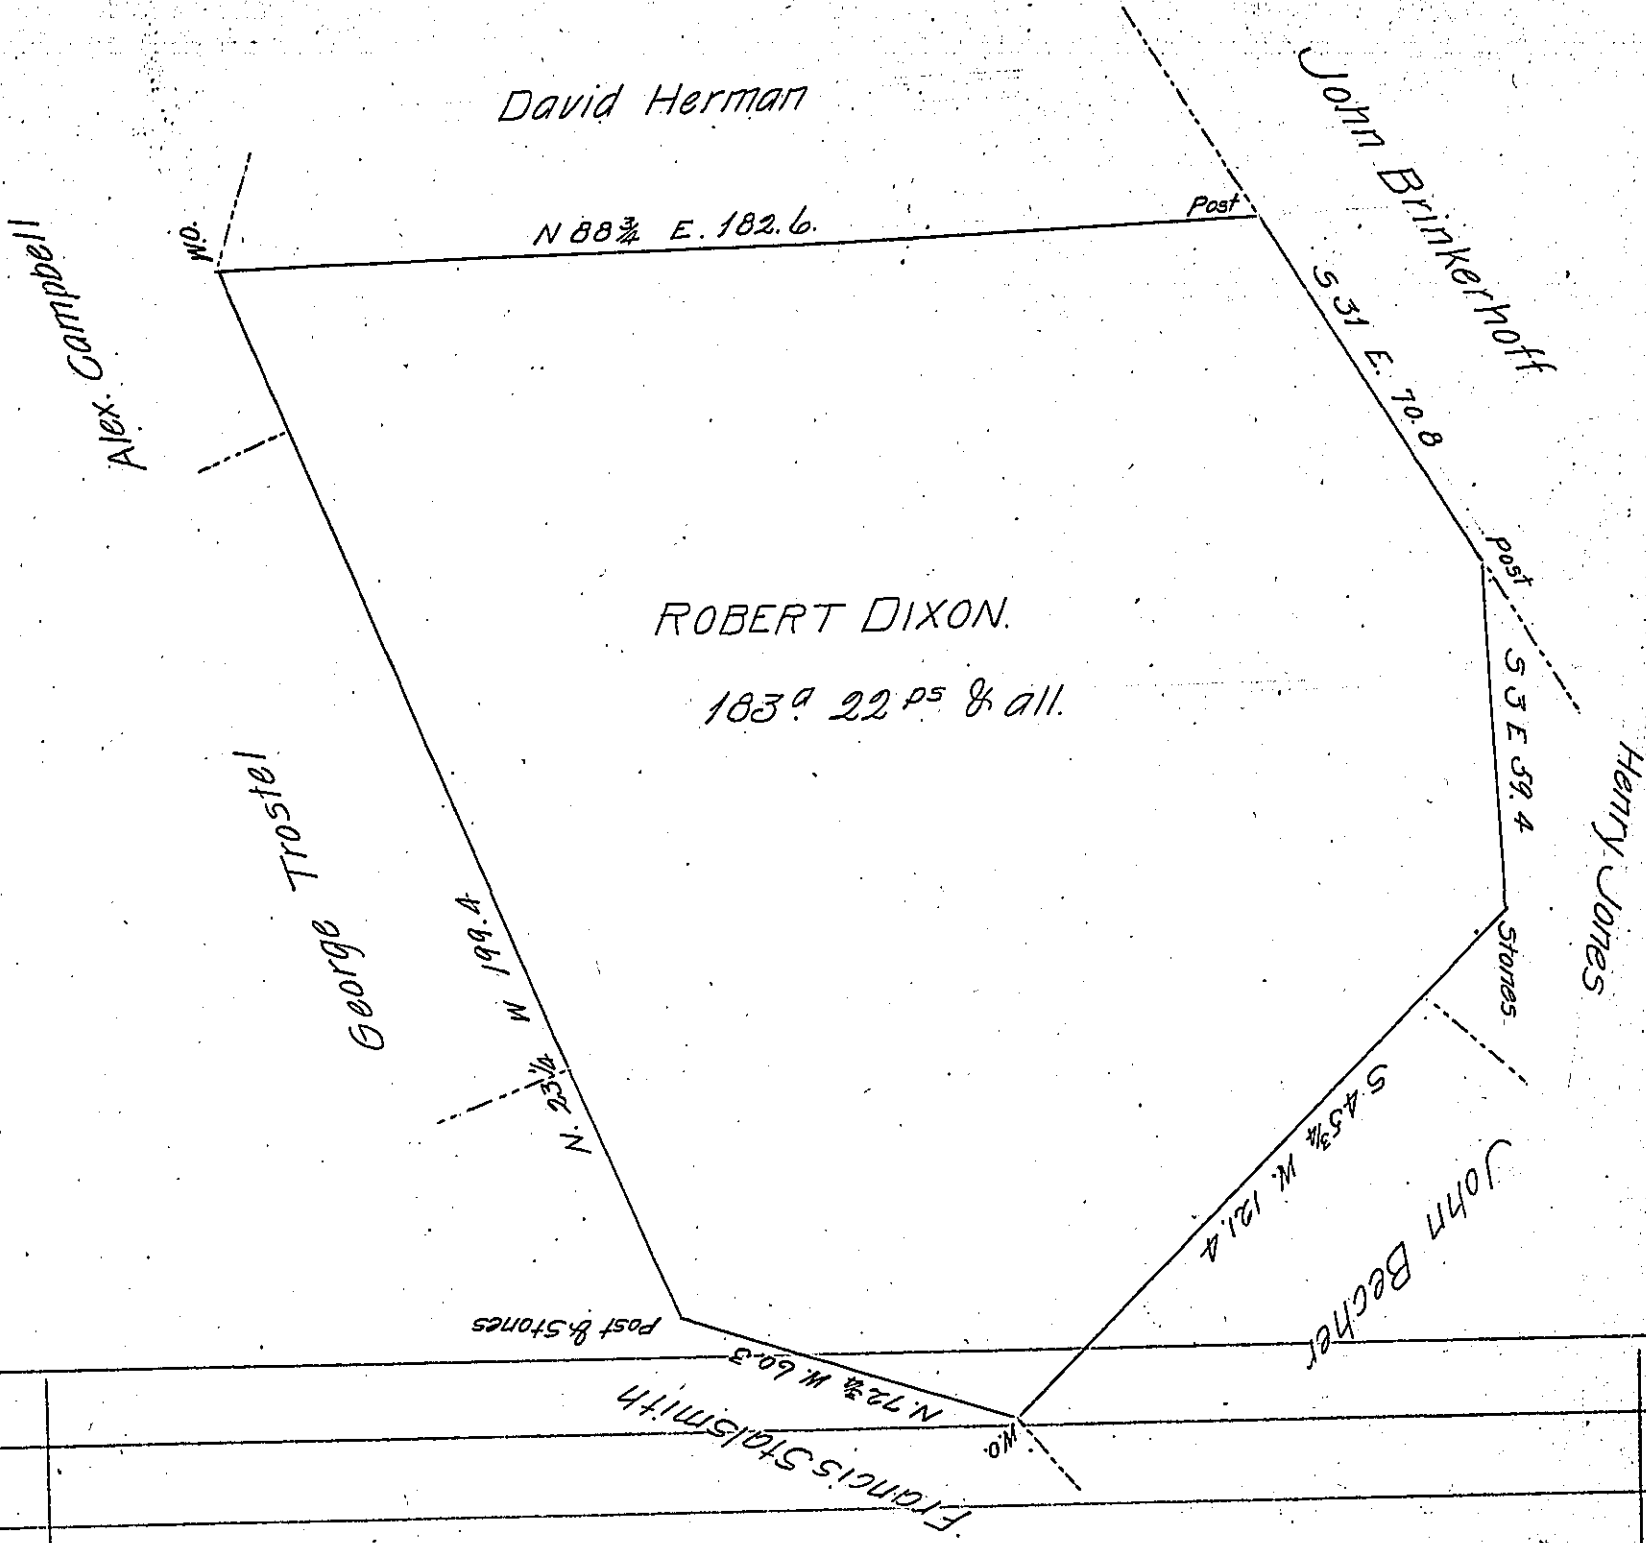 David Herman
John Brinkerhoff
Alex. Campbell
W.O.
N 88¾ E. 182.6.
Post
S 31 E. 70.8
Post
ROBERT DIXON.
183ª 22 ps & all.
S 3 E 59.4
Henry Jones
Stones
George Trostel
N. 23¼ W 199.4
S 45¾ W. 121.4
John Becher
Post & Stones
N. 72¾ W. 60.3
W.O.
Francis Stalsmith